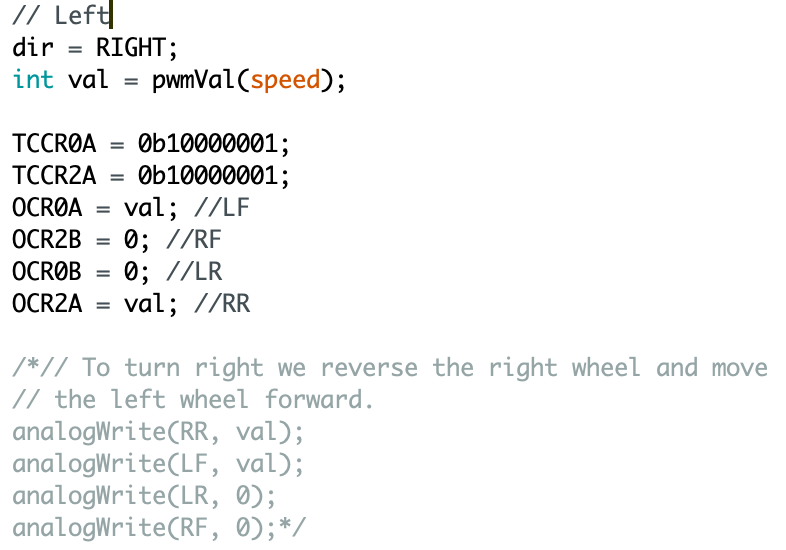 // Left
dir = RIGHT;
int val = pwmVal(speed);
TCCR0A = 0b10000001;
TCCR2A = 0b10000001;
OCR0A = val; //LF
OCR2B = 0; //RF
OCR0B = 0; //LR
OCR2A = val; //RR
/*// To turn right we reverse the right wheel and move
// the left wheel forward.
analogWrite(RR, val);
analogWrite(LF, val);
analogWrite(LR, 0);
analogWrite(RF, 0);*/